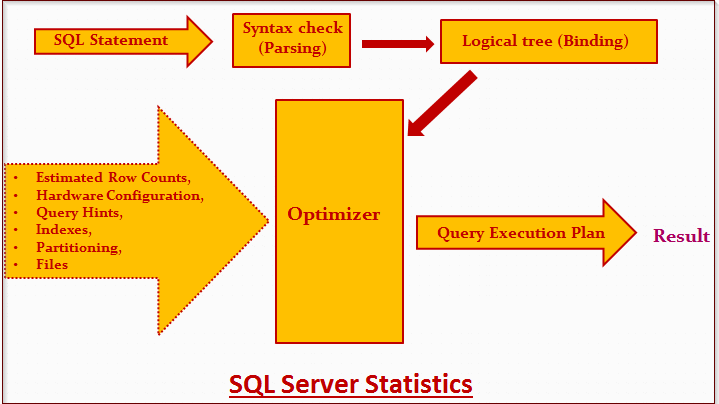 SQL Statement
Syntax check
(Parsing)
Logical tree (Binding)
• Estimated Row Counts,
• Hardware Configuration,
• Query Hints,
• Indexes,
• Partitioning,
• Files
Optimizer
Query Execution Plan
Result
SQL Server Statistics